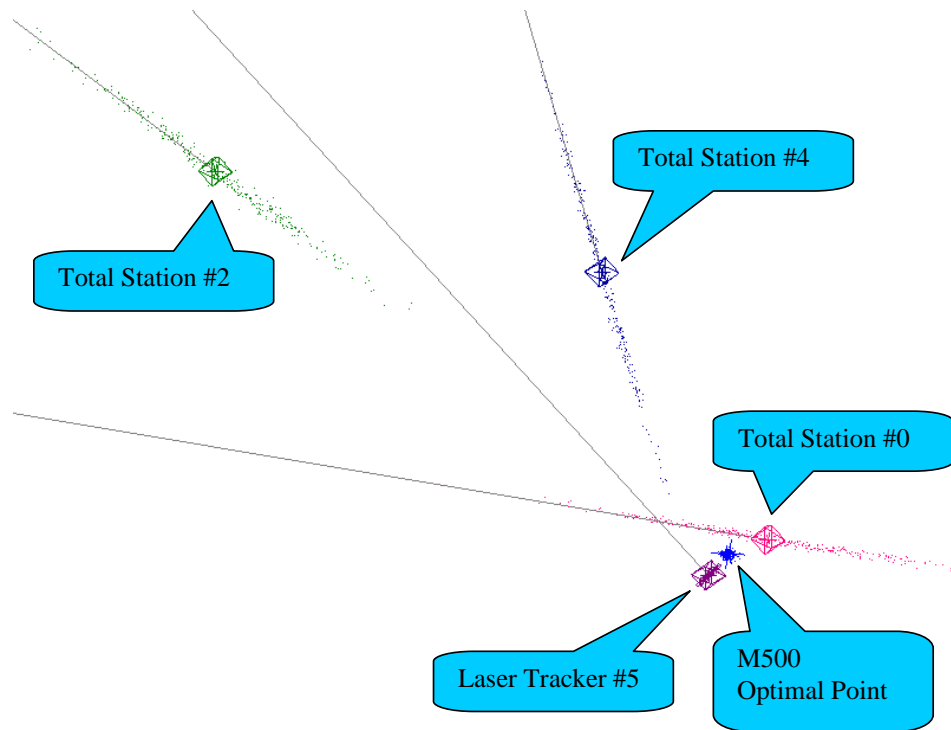 Total Station #4
Total Station #2
Total Station #0
Laser Tracker #5
M500
Optimal Point